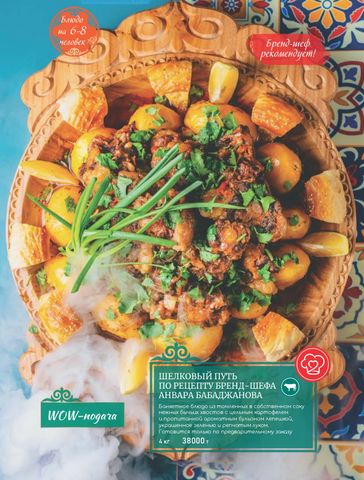 Блюдо
на 6-8
человек
Бренд-шеф
рекомендует!
WOW-подача
ШЕЛКОВЫЙ ПУТЬ
ПО РЕЦЕПТУ БРЕНД-ШЕФА
АНВАРА БАБАДЖАНОВА
Банкетное блюдо из томленных в собственном соку
нежных бычьих хвостов с цельным картофелем
и пропитанной ароматным бульоном лепешкой,
украшенное зеленью и репчатым луком.
Готовится только по предварительному заказу
4 кг 38000 т